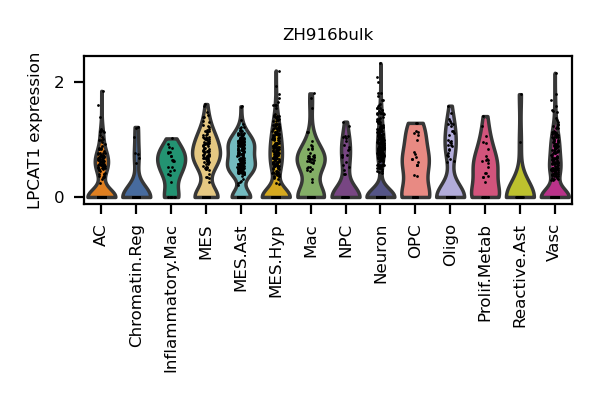 ZH916bulk
LPCAT1 expression
2
0
AC
Chromatin.Reg
Inflammatory.Mac
MES
MES.Ast
MES.Hyp
Mac
NPC
Neuron
OPC
Oligo
Prolif.Metab
Reactive.Ast
Vasc